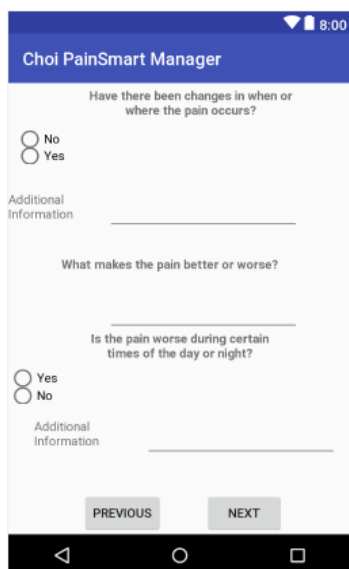 8:00
Choi PainSmart Manager
Have there been changes in when or
where the pain occurs?
No
Yes
Additional
Information
What makes the pain better or worse?
Is the pain worse during certain
times of the day or night?
Yes
No
Additional
Information
PREVIOUS NEXT